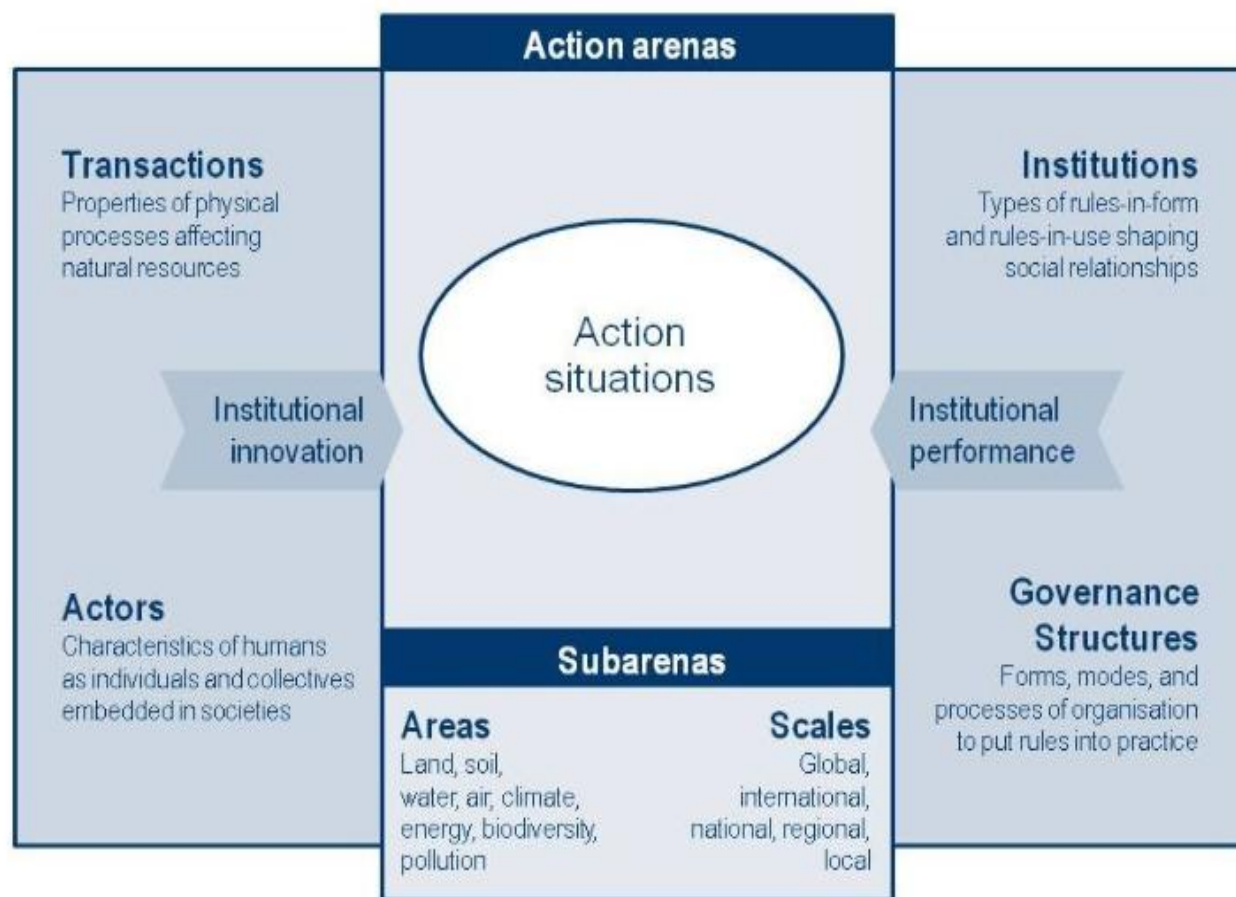 Action arenas
Transactions
Properties of physical
processes affecting
natural resources
Institutional
innovation
Actors
Characteristics of humans
as individuals and collectives
embedded in societies
Action
situations
Institutions
Types of rules-in-form
and rules-in-use shaping
social relationships
Institutional
performance
Governance
Structures
Forms, modes, and
processes of organisation
to put rules into practice
Subarenas
Areas
Land, soil,
water, air, climate,
energy, biodiversity,
pollution
Scales
Global,
international,
national, regional,
local